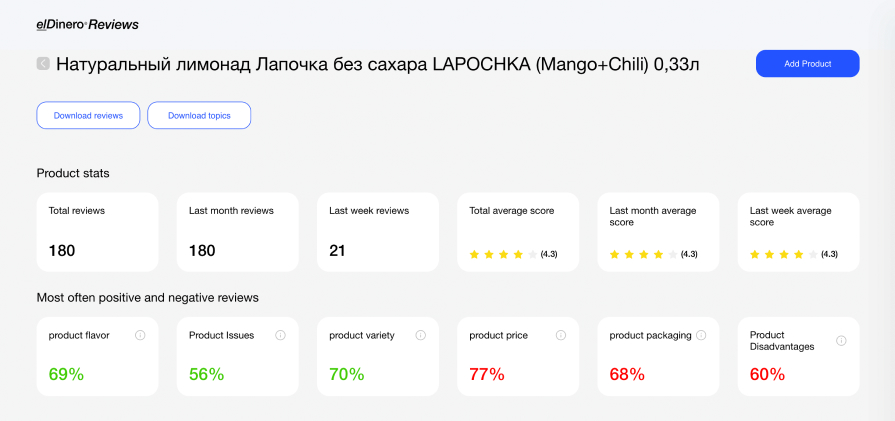 elDinero Reviews
Натуральный лимонад Лапочка без сахара LAPOCHKA (Mango+Chili) 0,33л
Add Product
Download reviews
Download topics
Product stats
Total reviews
180
Last month reviews
180
Last week reviews
21
Total average score
(4.3)
Last month average
score
(4.3)
Last week average
score
(4.3)
Most often positive and negative reviews
product flavor
69%
Product Issues
56%
product variety
70%
product price
77%
product packaging
68%
Product
Disadvantages
60%